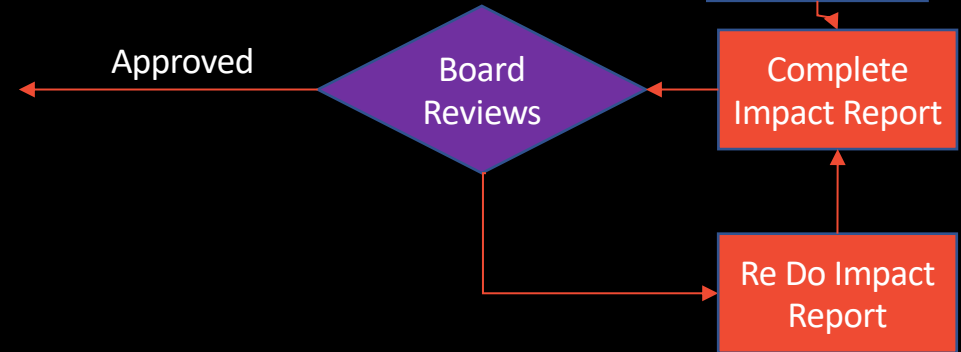 Approved
Board
Reviews
Complete
Impact Report
Re Do Impact
Report